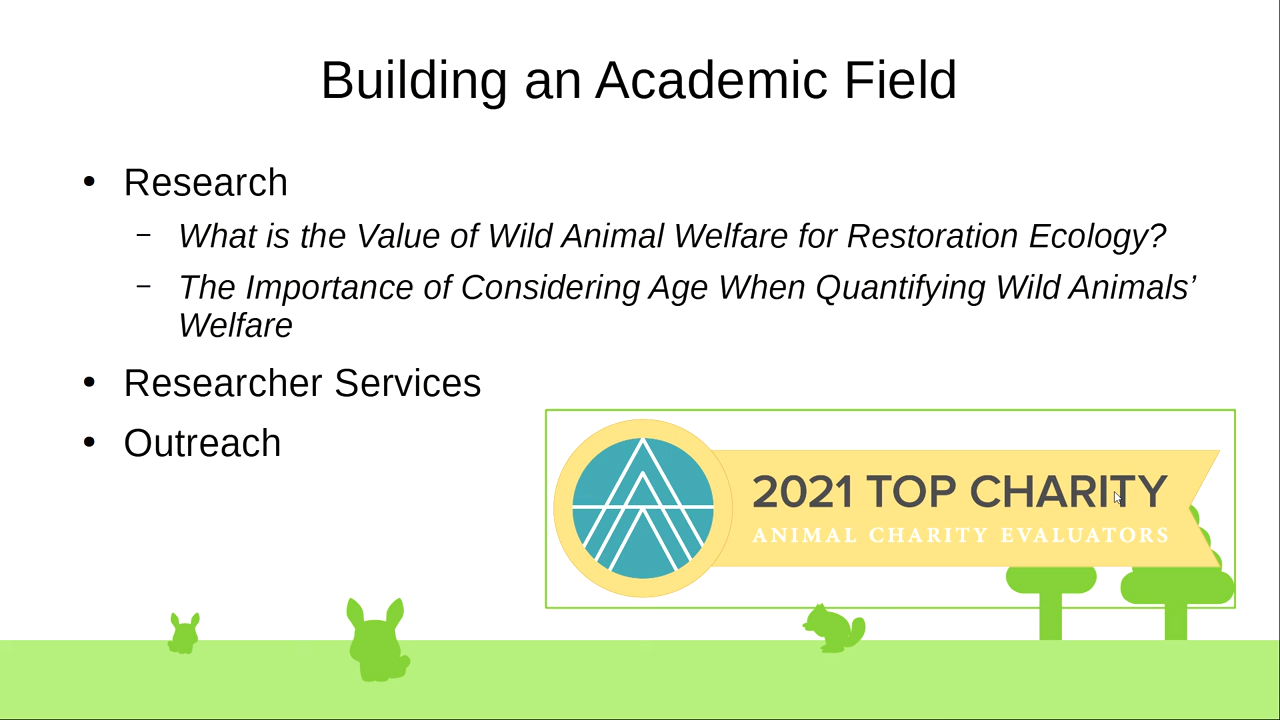 Building an Academic Field
• Research
– What is the Value of Wild Animal Welfare for Restoration Ecology?
– The Importance of Considering Age When Quantifying Wild Animals’
Welfare
• Researcher Services
• Outreach
2021 TOP CHARITY
ANIMAL CHARITY EVALUATORS